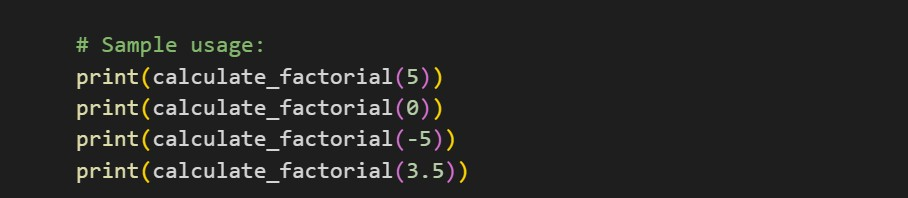 # Sample usage:
print(calculate_factorial(5))
print(calculate_factorial(0))
print(calculate_factorial(-5))
print(calculate_factorial(3.5))